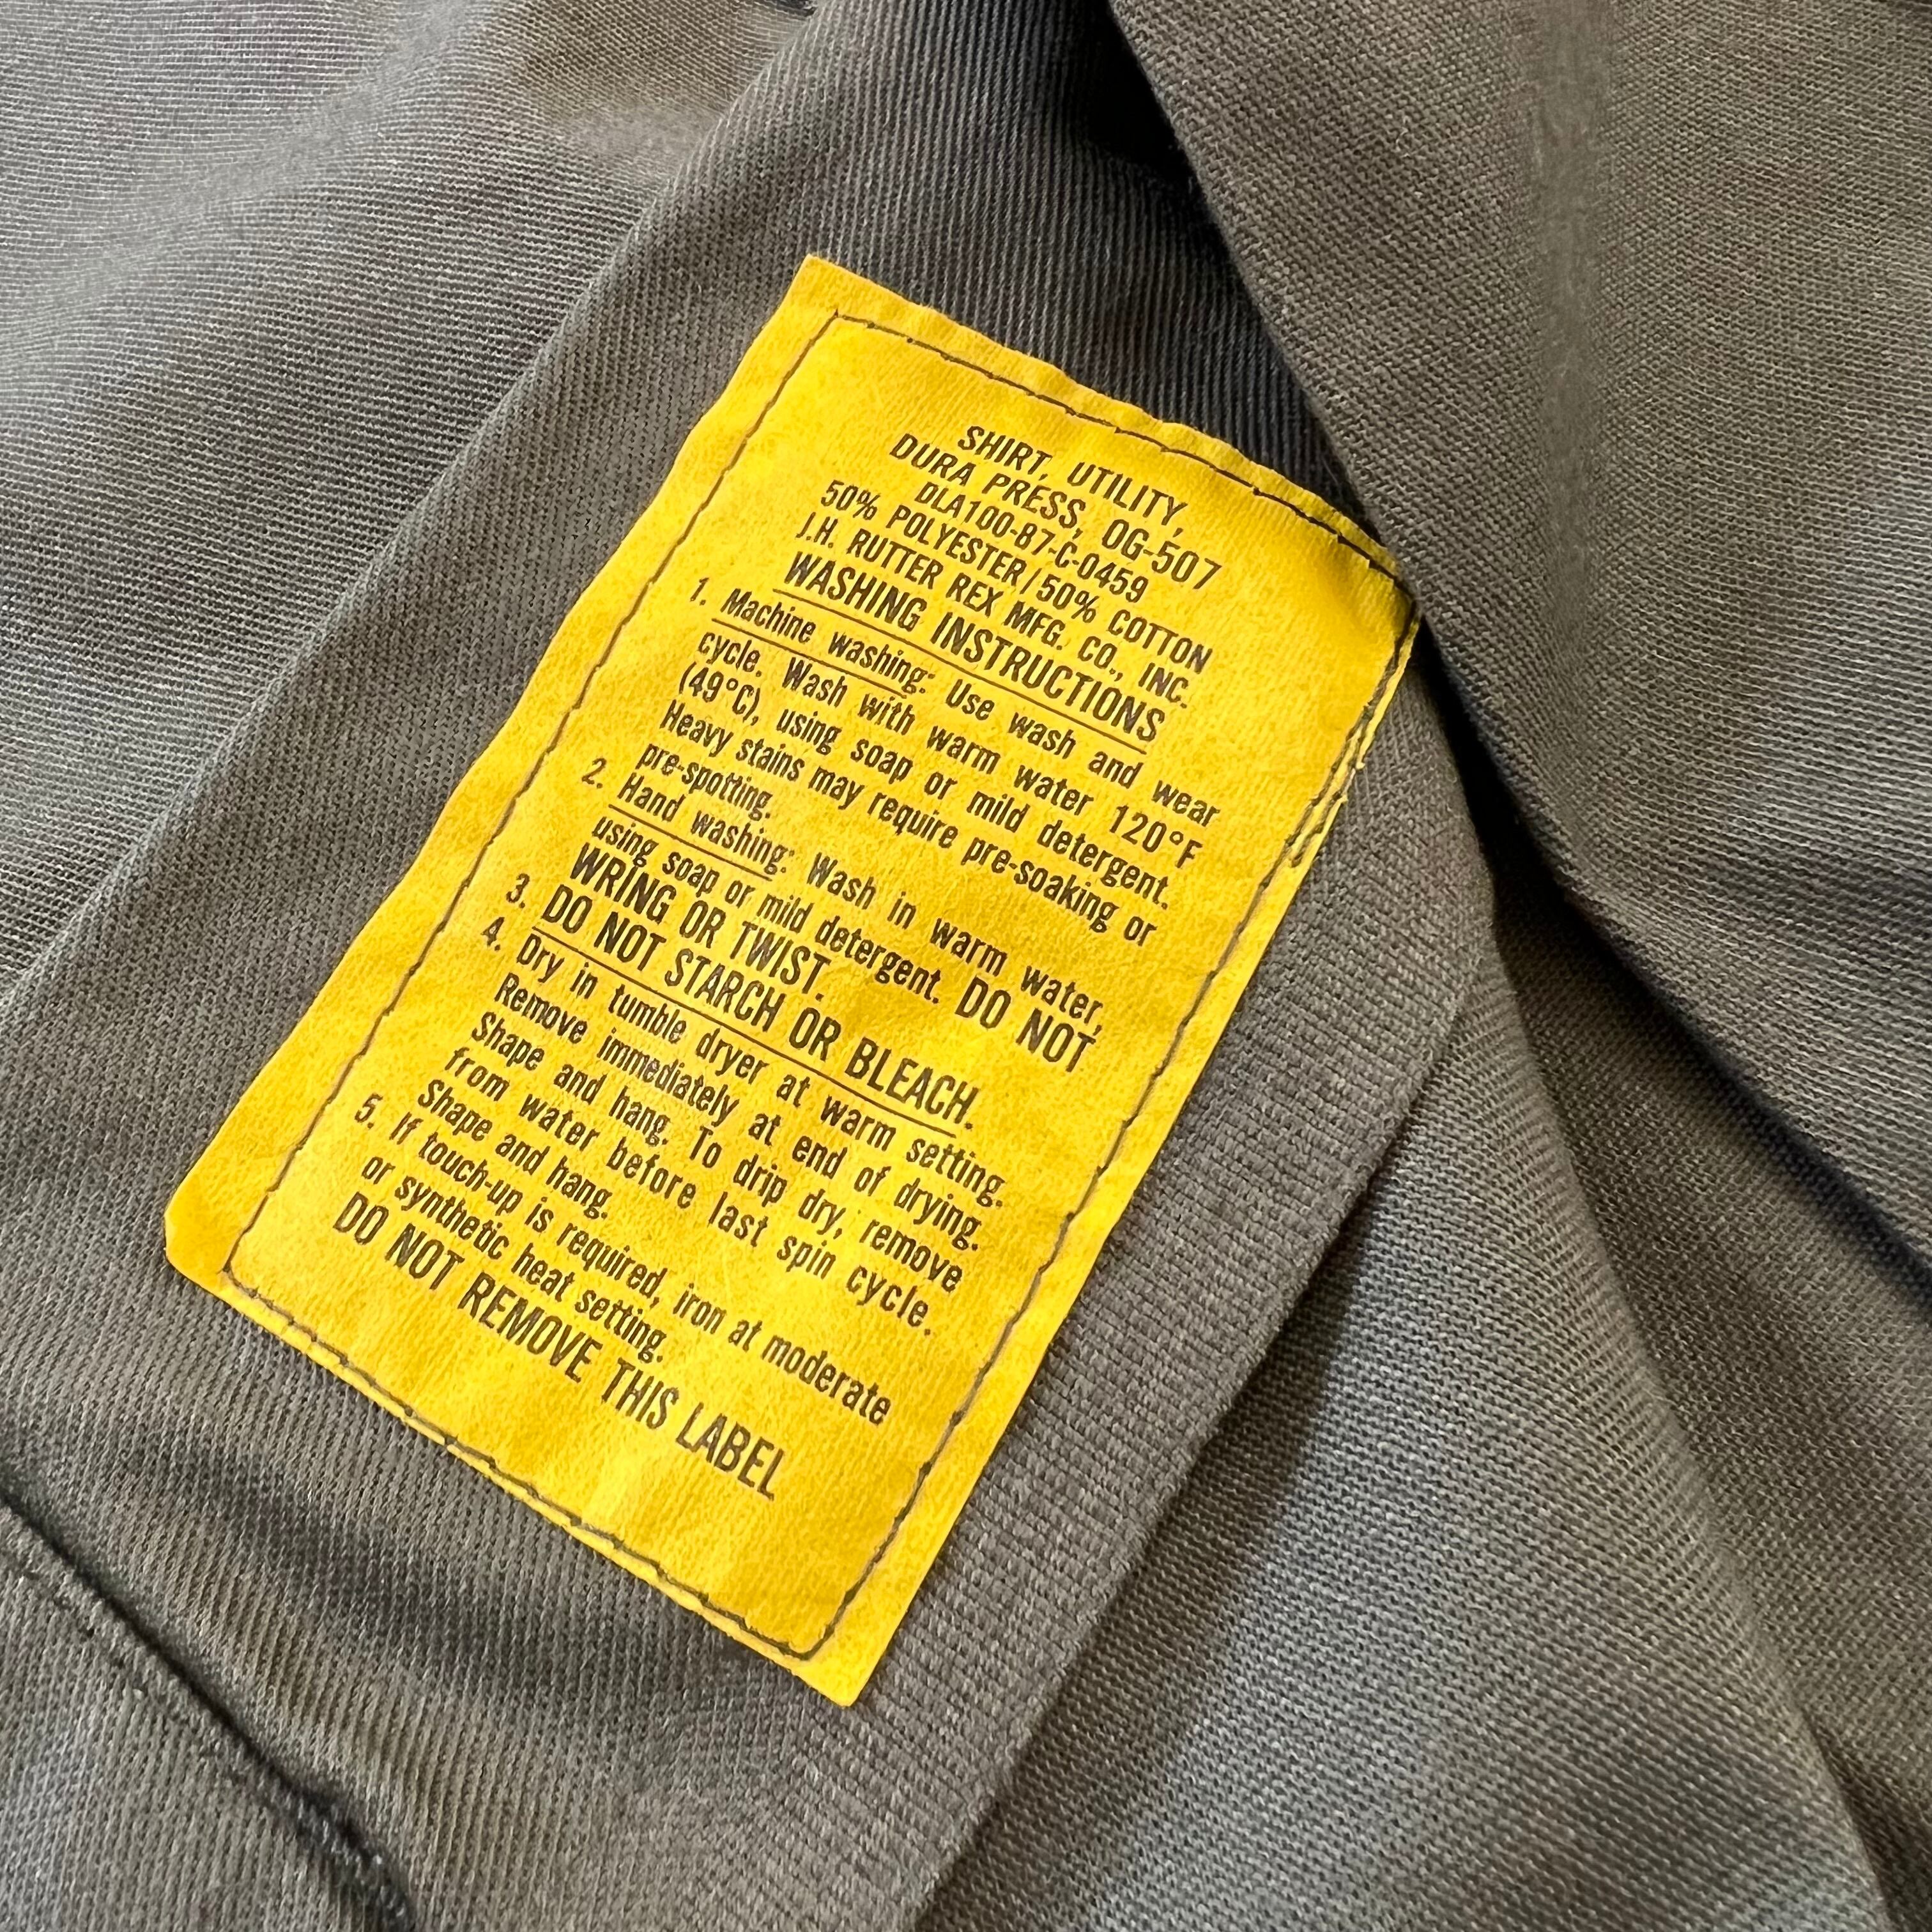 SHIRT, UTILITY,
DURA PRESS, OG-507
DLA100-87-C-0459
50% POLYESTER/50% COTTON
J.H. RUTTER REX MFG. CO., INC.
WASHING INSTRUCTIONS
1. Machine washing: Use wash and wear
cycle. Wash with warm water 120°F
(49°C), using soap or mild detergent.
Heavy stains may require pre-soaking or
pre-spotting.
2. Hand washing: Wash in warm water,
using soap or mild detergent. DO NOT
WRING OR TWIST.
3. DO NOT STARCH OR BLEACH.
4. Dry in tumble dryer at warm setting.
Remove immediately at end of drying.
Shape and hang. To drip dry, remove
from water before last spin cycle.
Shape and hang.
5. If touch-up is required, iron at moderate
or synthetic heat setting.
DO NOT REMOVE THIS LABEL